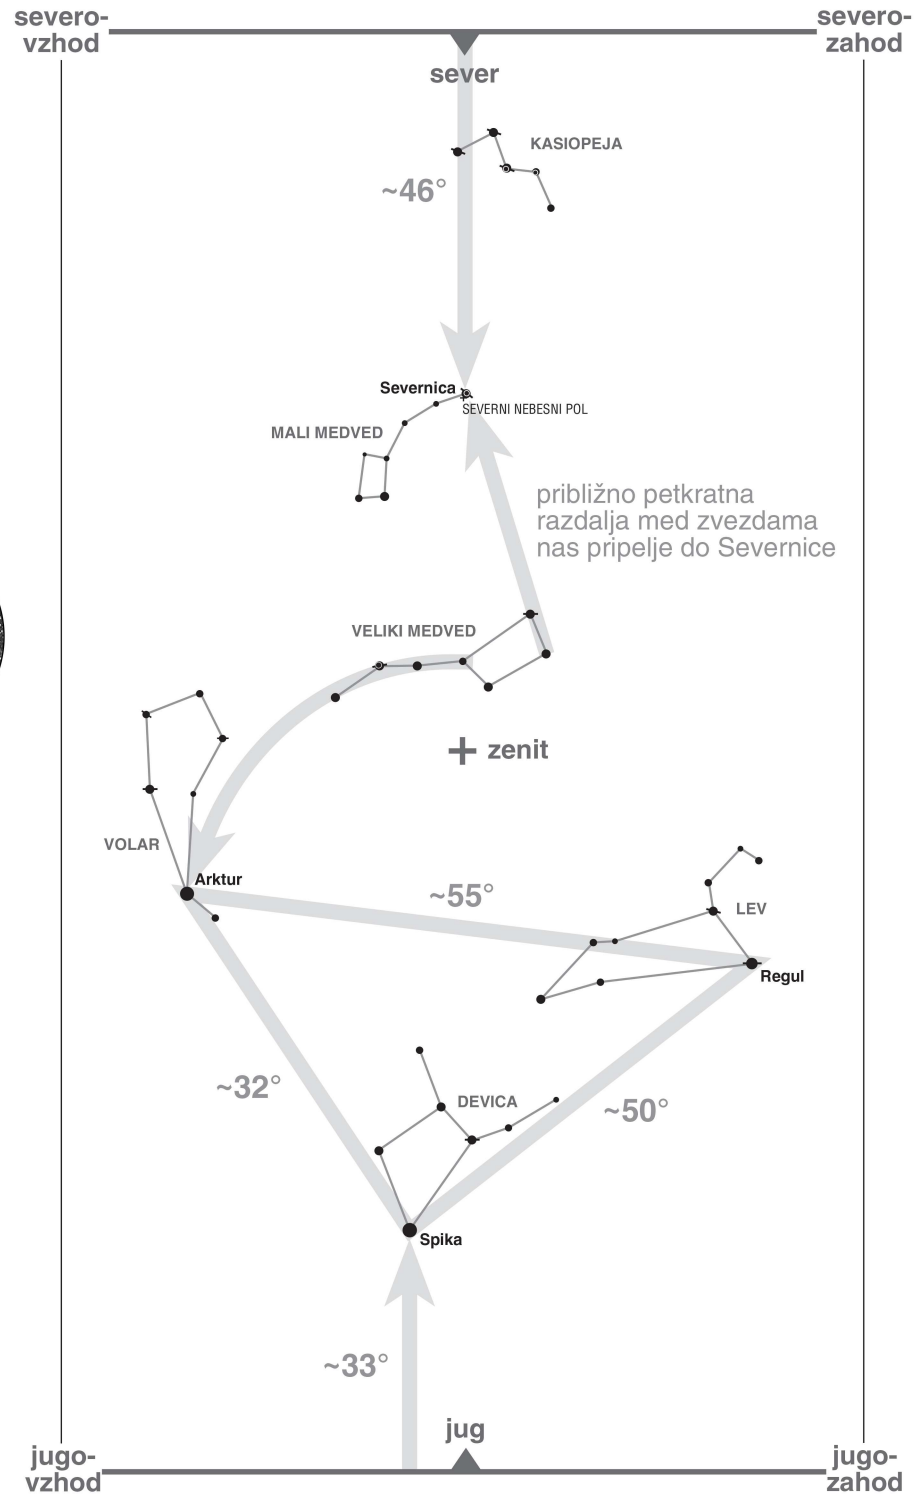 severo-
vzhod
severo-
zahod
sever
KASIOPEJA
~46°
Severnica
SEVERNI NEBESNI POL
MALI MEDVED
približno petkratna
razdalja med zvezdama
nas pripelje do Severnice
VELIKI MEDVED
+ zenit
VOLAR
Arktur
~55°
LEV
Regul
~32°
DEVICA
~50°
Spika
~33°
jug
jugo-
vzhod
jugo-
zahod